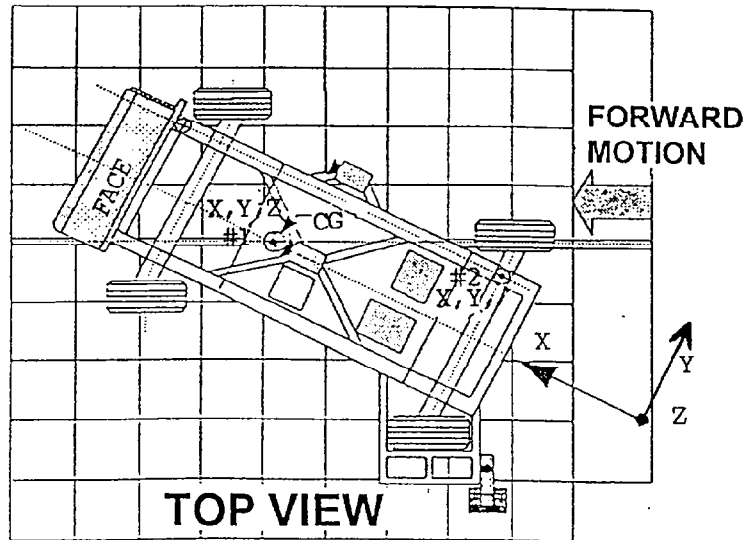 FORWARD
MOTION
FACE
X,Y,Z
CG
#1
#2
X,Y,
X
Y
Z
TOP VIEW